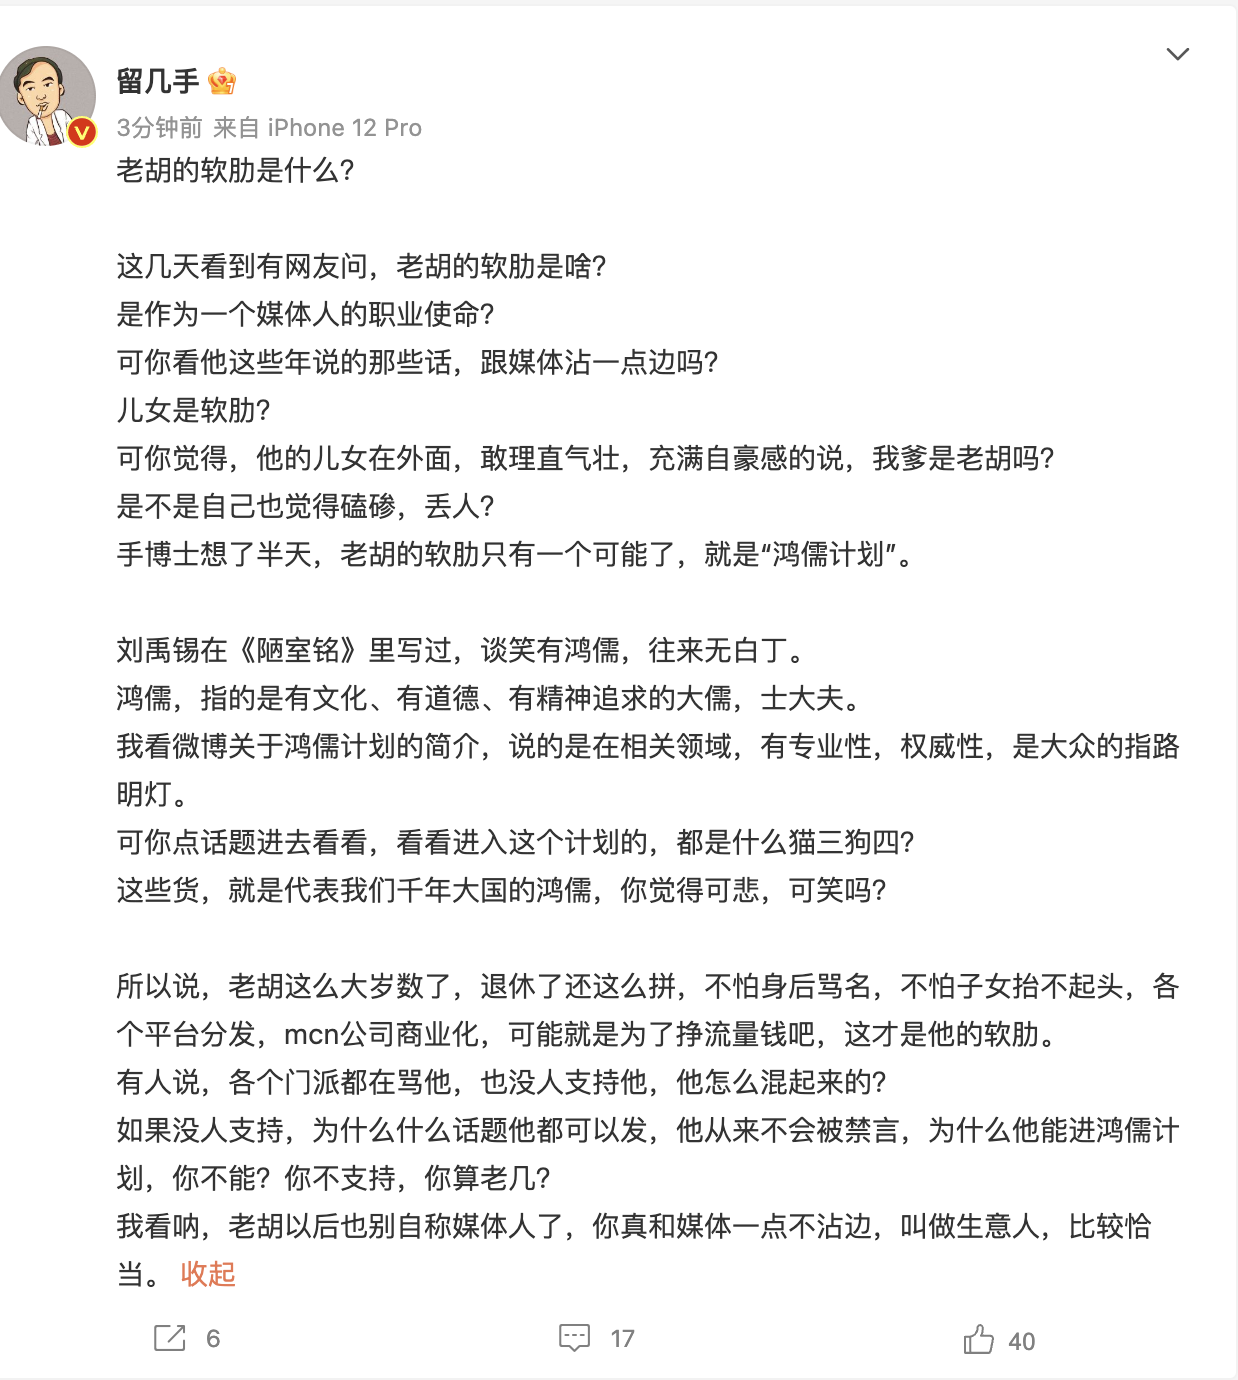 留几手
3分钟前 来自 iPhone 12 Pro
老胡的软肋是什么?
这几天看到有网友问，老胡的软肋是啥?
是作为一个媒体人的职业使命?
可你看他这些年说的那些话，跟媒体沾一点边吗?
儿女是软肋?
可你觉得，他的儿女在外面，敢理直气壮，充满自豪感的说，我爹是老胡吗?
是不是自己也觉得磕碜，丢人?
手博士想了半天，老胡的软肋只有一个可能了，就是“鸿儒计划”。
刘禹锡在《陋室铭》里写过，谈笑有鸿儒，往来无白丁。
鸿儒，指的是有文化、有道德、有精神追求的大儒，士大夫。
我看微博关于鸿儒计划的简介，说的是在相关领域，有专业性，权威性，是大众的指路
明灯。
可你点话题进去看看，看看进入这个计划的，都是什么猫三狗四?
这些货，就是代表我们千年大国的鸿儒，你觉得可悲，可笑吗?
所以说，老胡这么大岁数了，退休了还这么拼，不怕身后骂名，不怕子女抬不起头，各
个平台分发，mcn公司商业化，可能就是为了挣流量钱吧，这才是他的软肋。
有人说，各个门派都在骂他，也没人支持他，他怎么混起来的?
如果没人支持，为什么什么话题他都可以发，他从来不会被禁言，为什么他能进鸿儒计
划，你不能? 你不支持，你算老几?
我看呐，老胡以后也别自称媒体人了，你真和媒体一点不沾边，叫做生意人，比较恰
当。 收起
6
17
40